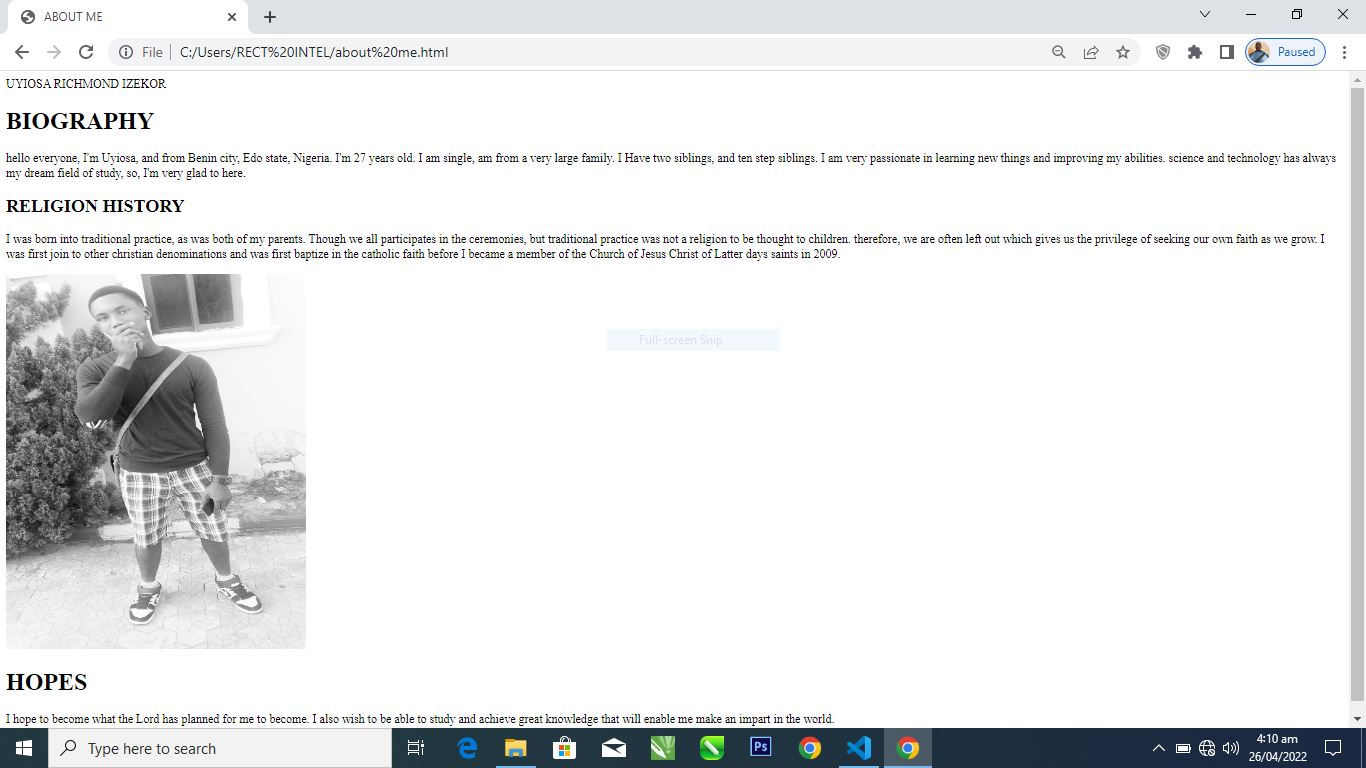 ABOUT ME
File
C:/Users/RECT%20INTEL/about%20me.html
Paused
UYIOSA RICHMOND IZEKOR
BIOGRAPHY
hello everyone, I'm Uyiosa, and from Benin city, Edo state, Nigeria. I'm 27 years old. I am single, am from a very large family. I Have two siblings, and ten step siblings. I am very passionate in learning new things and improving my abilities. science and technology has always
my dream field of study, so, I'm very glad to here.
RELIGION HISTORY
I was born into traditional practice, as was both of my parents. Though we all participates in the ceremonies, but traditional practice was not a religion to be thought to children. therefore, we are often left out which gives us the privilege of seeking our own faith as we grow. I
was first join to other christian denominations and was first baptize in the catholic faith before I became a member of the Church of Jesus Christ of Latter days saints in 2009.
Full-screen Snip
HOPES
I hope to become what the Lord has planned for me to become. I also wish to be able to study and achieve great knowledge that will enable me make an impart in the world.
Type here to search
Ps
4:10 am
26/04/2022